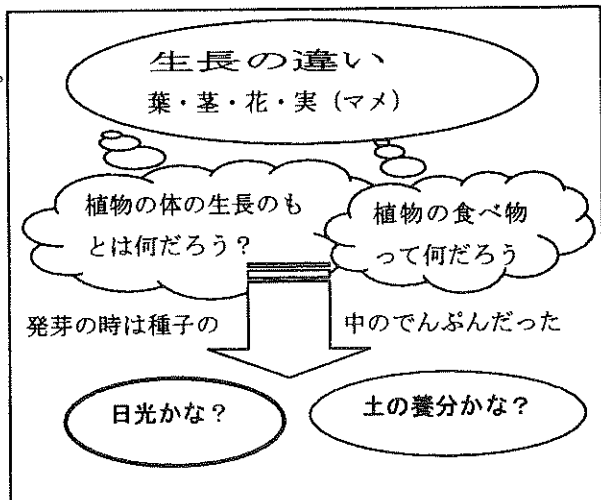 生長の違い
葉・茎・花・実（マメ）
植物の体の生長のも
とは何だろう？
植物の食べ物
って何だろう
発芽の時は種子の
中のでんぷんだった
日光かな？
土の養分かな？